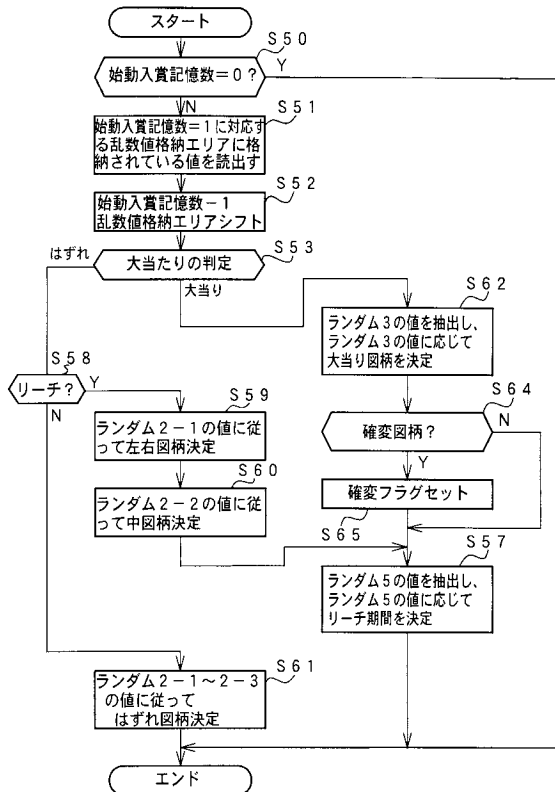 スタート
S50
始動入賞記憶数=0?
Y
N
S51
始動入賞記憶数=1に対応す
る乱数値格納エリアに格
納されている値を読出す
S52
始動入賞記憶数-1
乱数値格納エリアシフト
S53
大当たりの判定
はずれ
大当り
S62
ランダム3の値を抽出し、
ランダム3の値に応じて
大当り図柄を決定
S58
リーチ?
Y
N
S59
ランダム2-1の値に従
って左右図柄決定
S64
確変図柄?
N
Y
S60
ランダム2-2の値に従
って中図柄決定
確変フラグセット
S65
S57
ランダム5の値を抽出し、
ランダム5の値に応じて
リーチ期間を決定
S61
ランダム2-1~2-3
の値に従って
はずれ図柄決定
エンド